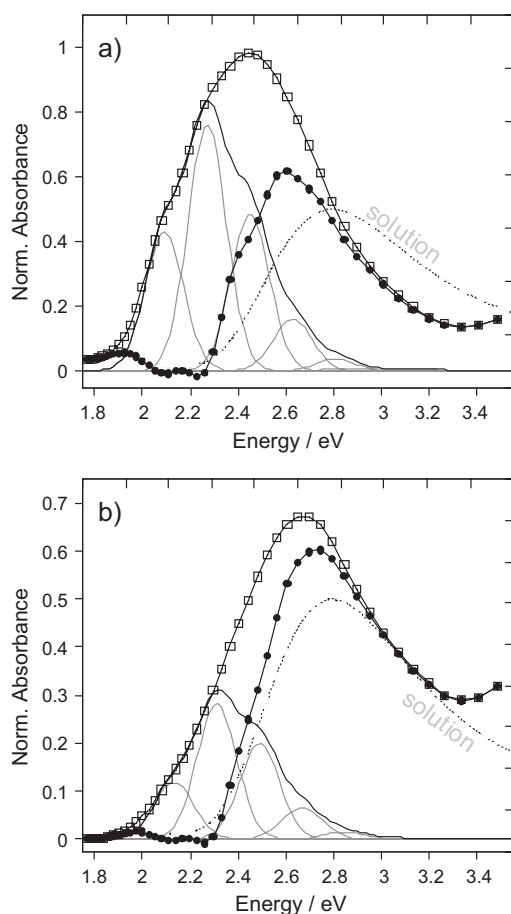 a)
Norm. Absorbance
1
0.8
0.6
0.4
0.2
0
solution
1.8 2 2.2 2.4 2.6 2.8 3 3.2 3.4
Energy / eV
b)
Norm. Absorbance
0.7
0.6
0.5
0.4
0.3
0.2
0.1
0
solution
1.8 2 2.2 2.4 2.6 2.8 3 3.2 3.4
Energy / eV